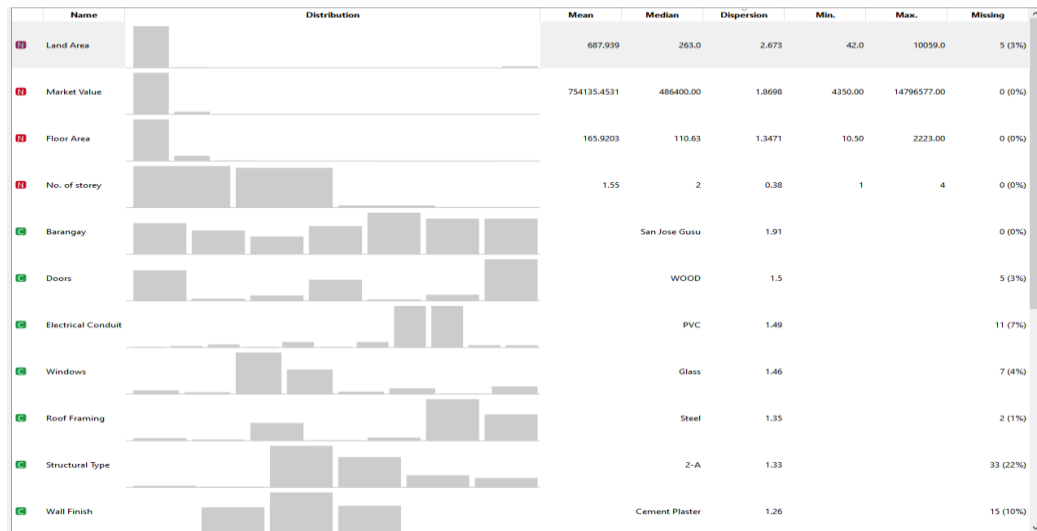 Name Distribution Mean Median Dispersion Min. Max. Missing
N Land Area 687.939 263.0 2.673 42.0 10059.0 5 (3%)
N Market Value 754135.4531 486400.00 1.8698 4350.00 14796577.00 0 (0%)
N Floor Area 165.9203 110.63 1.3471 10.50 2223.00 0 (0%)
N No. of storey 1.55 2 0.38 1 4 0 (0%)
C Barangay San Jose Gusu 1.91 0 (0%)
C Doors WOOD 1.5 5 (3%)
C Electrical Conduit PVC 1.49 11 (7%)
C Windows Glass 1.46 7 (4%)
C Roof Framing Steel 1.35 2 (1%)
C Structural Type 2-A 1.33 33 (22%)
C Wall Finish Cement Plaster 1.26 15 (10%)